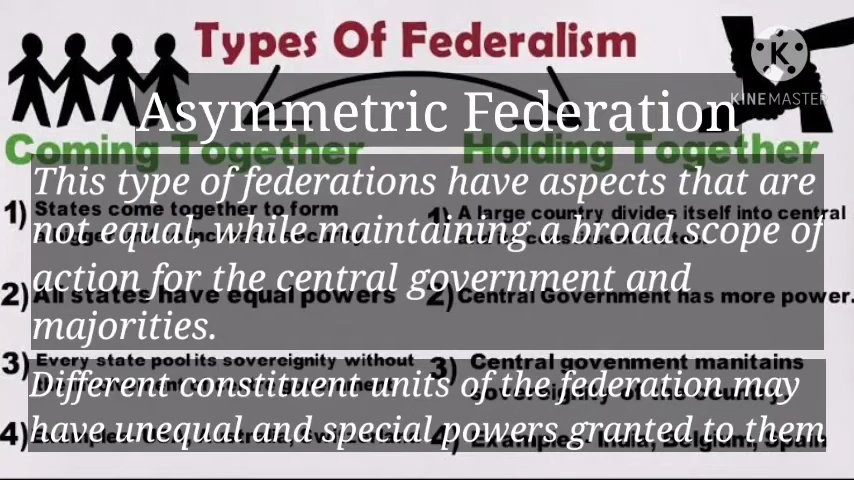 Types Of Federalism
KINEMASTER
Asymmetric Federation
Coming Together
Holding Together
This type of federations have aspects that are
not equal, while maintaining a broad scope of
action for the central government and
majorities.
Different constituent units of the federation may
have unequal and special powers granted to them
1) States come together to form
2) All states have equal powers
3) Every state pool its sovereignity without
4)
1) A large country divides itself into central
2) Central Government has more power.
3) Central govenment manitains
4) Examples- India, Belgium, Spain